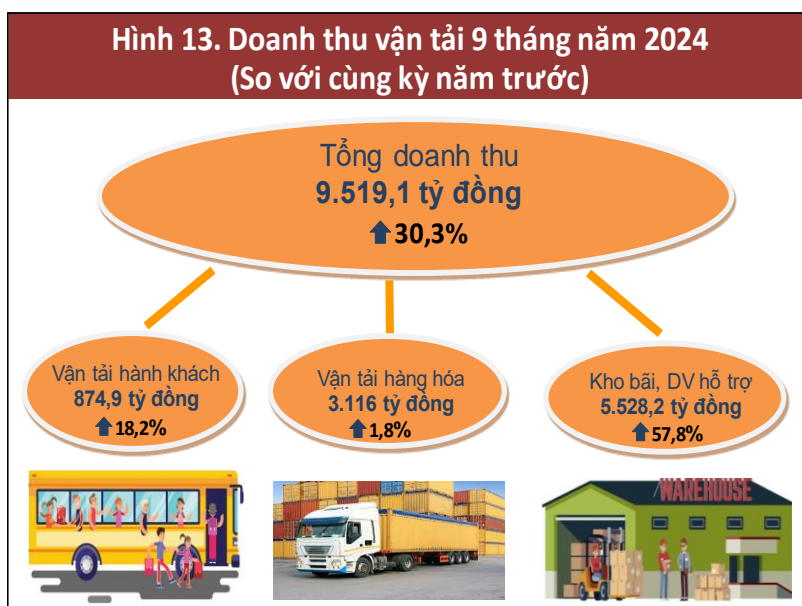 Hình 13. Doanh thu vận tải 9 tháng năm 2024
(So với cùng kỳ năm trước)
Tổng doanh thu
9.519,1 tỷ đồng
30,3%
Vận tải hành khách
874,9 tỷ đồng
18,2%
Vận tải hàng hóa
3.116 tỷ đồng
1,8%
Kho bãi, DV hỗ trợ
5.528,2 tỷ đồng
57,8%
WAREHOUSE